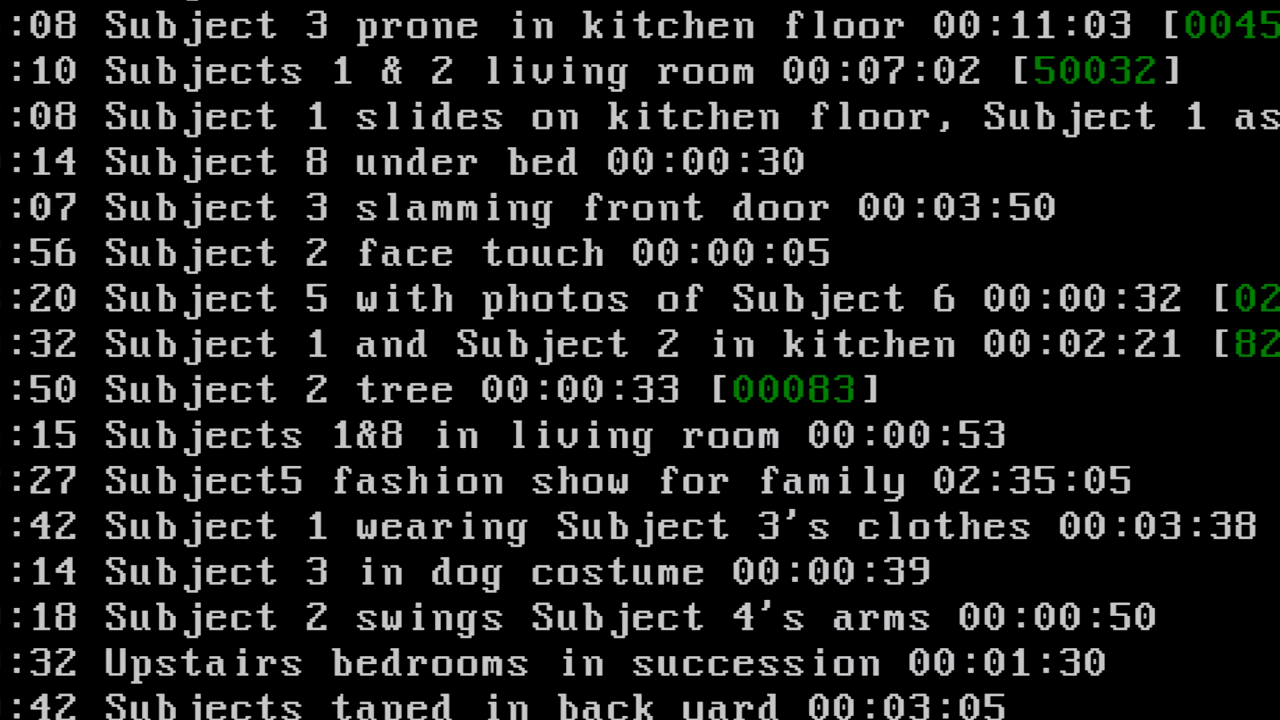 :08 Subject 3 prone in kitchen floor 00:11:03 [0045
:10 Subjects 1 & 2 living room 00:07:02 [50032]
:08 Subject 1 slides on kitchen floor, Subject 1 as
:14 Subject 8 under bed 00:00:30
:07 Subject 3 slamming front door 00:03:50
:56 Subject 2 face touch 00:00:05
:20 Subject 5 with photos of Subject 6 00:00:32 [02
:32 Subject 1 and Subject 2 in kitchen 00:02:21 [82
:50 Subject 2 tree 00:00:33 [00083]
:15 Subjects 1&8 in living room 00:00:53
:27 Subject5 fashion show for family 02:35:05
:42 Subject 1 wearing Subject 3's clothes 00:03:38
:14 Subject 3 in dog costume 00:00:39
:18 Subject 2 swings Subject 4's arms 00:00:50
:32 Upstairs bedrooms in succession 00:01:30
:42 Subjects taped in back yard 00:03:05